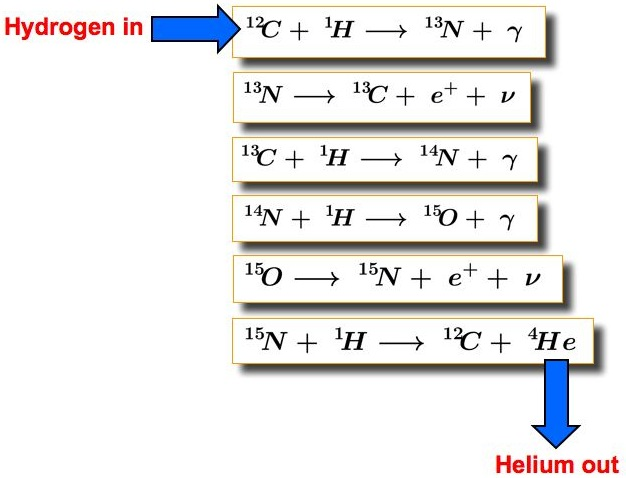 Hydrogen in
¹²C + ¹H ⟶ ¹³N + γ
¹³N ⟶ ¹³C + e⁺ + ν
¹³C + ¹H ⟶ ¹⁴N + γ
¹⁴N + ¹H ⟶ ¹⁵O + γ
¹⁵O ⟶ ¹⁵N + e⁺ + ν
¹⁵N + ¹H ⟶ ¹²C + ⁴He
Helium out